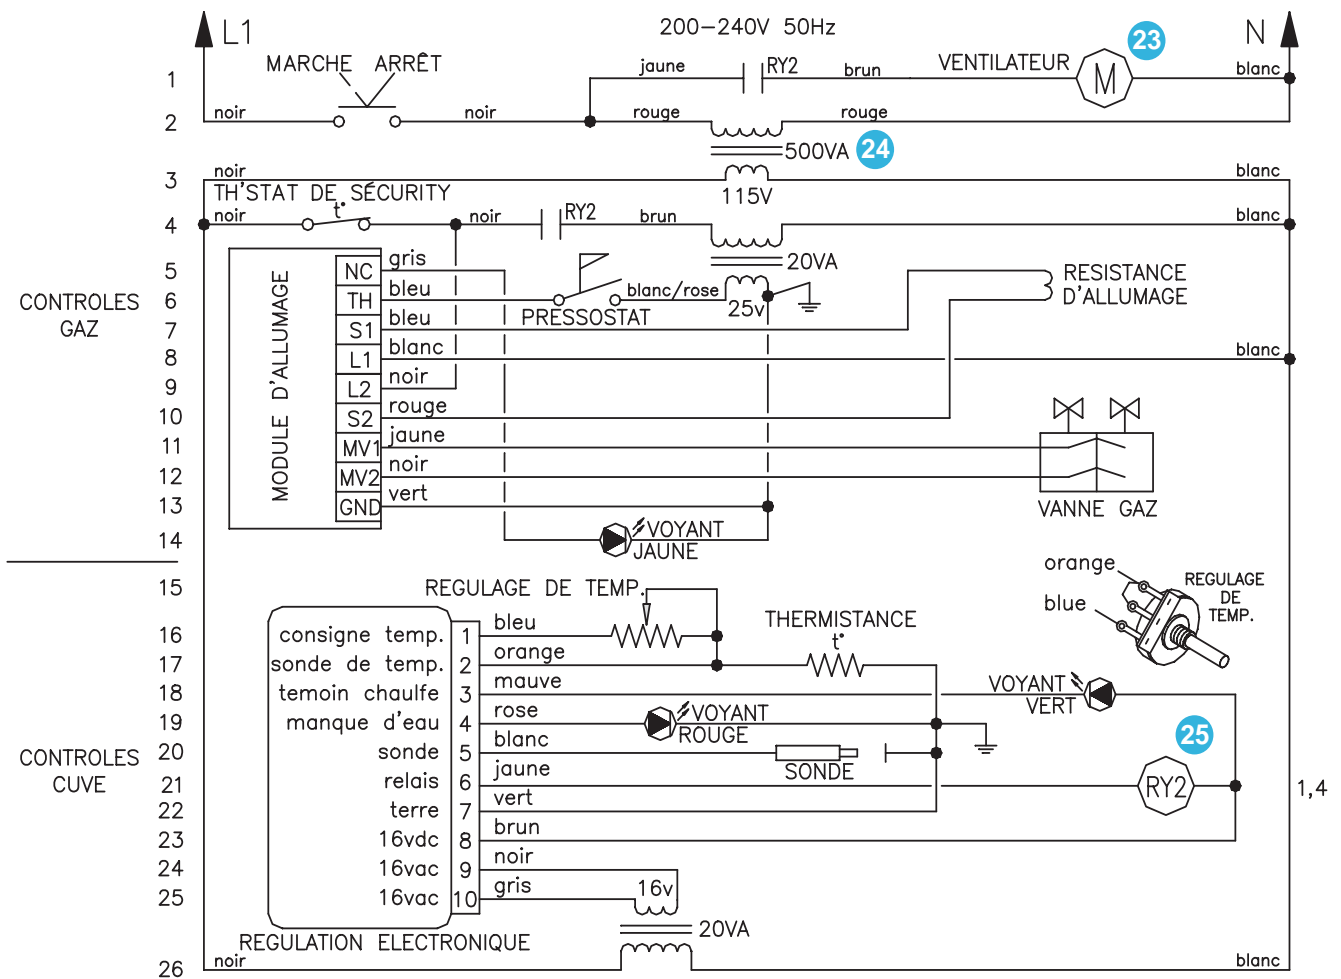 L1
200-240V 50Hz
N
23
MARCHE ARRÊT
jaune
RY2
brun
VENTILATEUR
M
blanc
1
noir
noir
rouge
rouge
2
500VA
24
noir
blanc
3
115V
TH'STAT DE SÉCURITY
t°
noir
noir
RY2
brun
blanc
4
20VA
25v
CONTROLES
GAZ
MODULE D'ALLUMAGE
5
NC
gris
6
TH
bleu
PRESSOSTAT
blanc/rose
RESISTANCE
D'ALLUMAGE
7
S1
bleu
8
L1
blanc
blanc
9
L2
noir
10
S2
rouge
11
MV1
jaune
12
MV2
noir
13
GND
vert
VANNE GAZ
14
VOYANT
JAUNE
15
REGULAGE DE TEMP.
orange
blue
REGULAGE
DE
TEMP.
16
consigne temp.
1
bleu
THERMISTANCE
t°
17
sonde de temp.
2
orange
18
temoin chaulfe
3
mauve
VOYANT
VERT
19
manque d'eau
4
rose
VOYANT
ROUGE
CONTROLES
CUVE
20
sonde
5
blanc
SONDE
25
21
relais
6
jaune
RY2
1,4
22
terre
7
vert
23
16vdc
8
brun
24
16vac
9
noir
25
16vac
10
gris
16v
20VA
REGULATION ELECTRONIQUE
26
noir
blanc